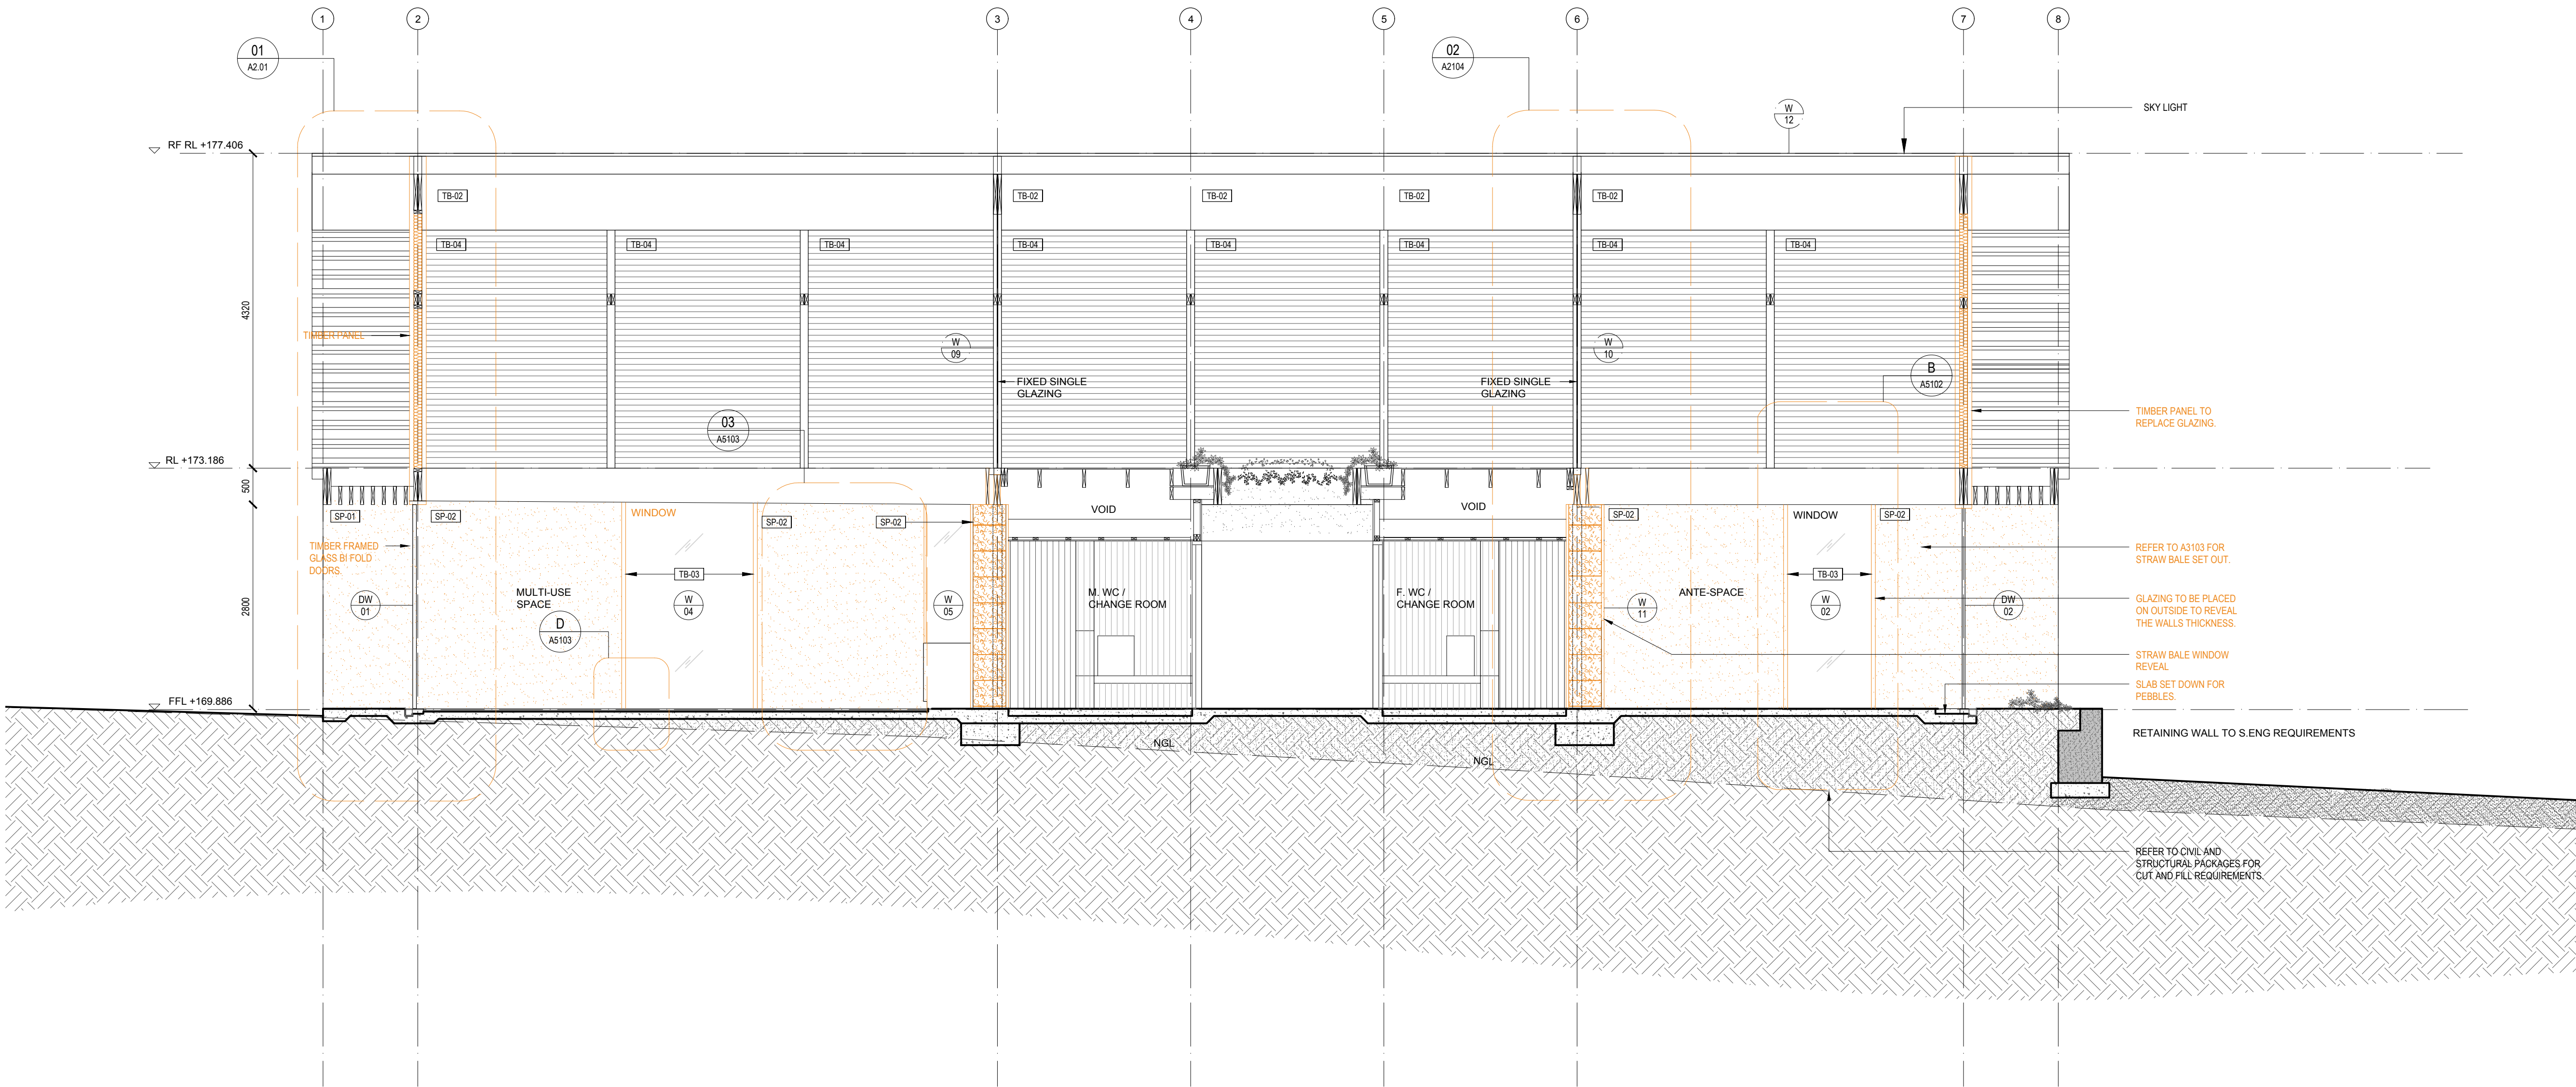 1
2
3
4
5
6
7
8
01
A2.01
02
A2104
W
12
SKY LIGHT
RF RL +177.406
TB-02
TB-02
TB-02
TB-02
TB-02
TB-04
TB-04
TB-04
TB-04
TB-04
TB-04
TB-04
TB-04
4320
TIMBER PANEL
W
09
W
10
FIXED SINGLE
GLAZING
FIXED SINGLE
GLAZING
B
A5102
TIMBER PANEL TO
REPLACE GLAZING.
03
A5103
RL +173.186
500
VOID
VOID
SP-01
SP-02
WINDOW
SP-02
SP-02
SP-02
WINDOW
SP-02
TIMBER FRAMED
GLASS BI FOLD
DOORS.
REFER TO A3103 FOR
STRAW BALE SET OUT.
TB-03
TB-03
2800
MULTI-USE
SPACE
M. WC /
CHANGE ROOM
F. WC /
CHANGE ROOM
ANTE-SPACE
DW
01
W
04
W
05
W
11
W
02
DW
02
GLAZING TO BE PLACED
ON OUTSIDE TO REVEAL
THE WALLS THICKNESS.
D
A5103
STRAW BALE WINDOW
REVEAL
SLAB SET DOWN FOR
PEBBLES.
FFL +169.886
RETAINING WALL TO S.ENG REQUIREMENTS
NGL
NGL
REFER TO CIVIL AND
STRUCTURAL PACKAGES FOR
CUT AND FILL REQUIREMENTS.